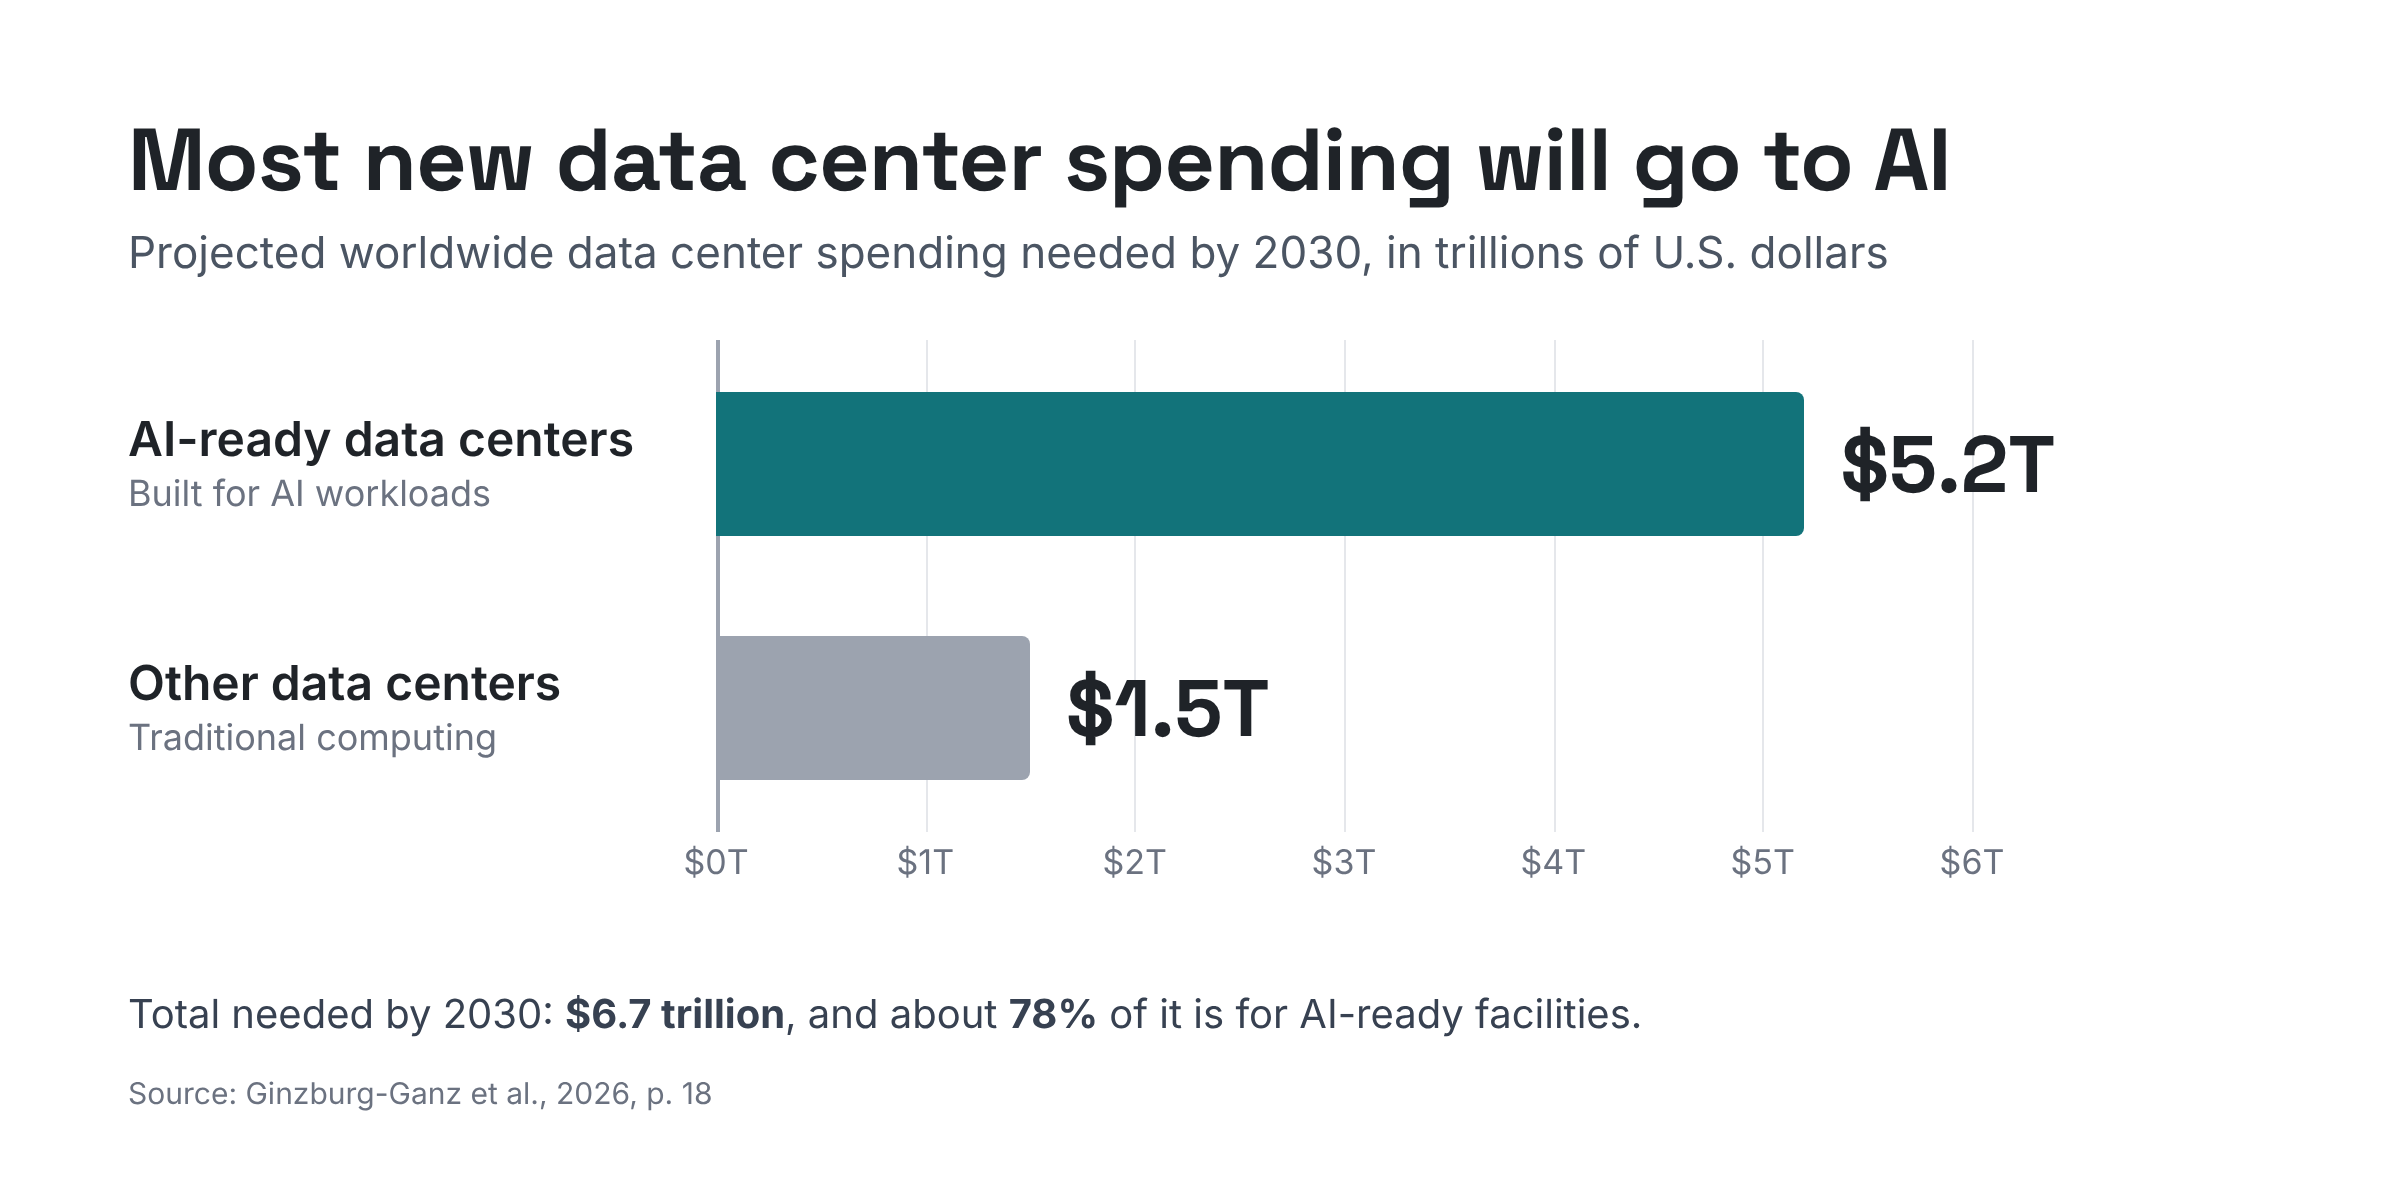 Most new data center spending will go to AI
Projected worldwide data center spending needed by 2030, in trillions of U.S. dollars
AI-ready data centers
Built for AI workloads
$5.2T
Other data centers
Traditional computing
$1.5T
$0T $1T $2T $3T $4T $5T $6T
Total needed by 2030: $6.7 trillion, and about 78% of it is for AI-ready facilities.
Source: Ginzburg-Ganz et al., 2026, p. 18